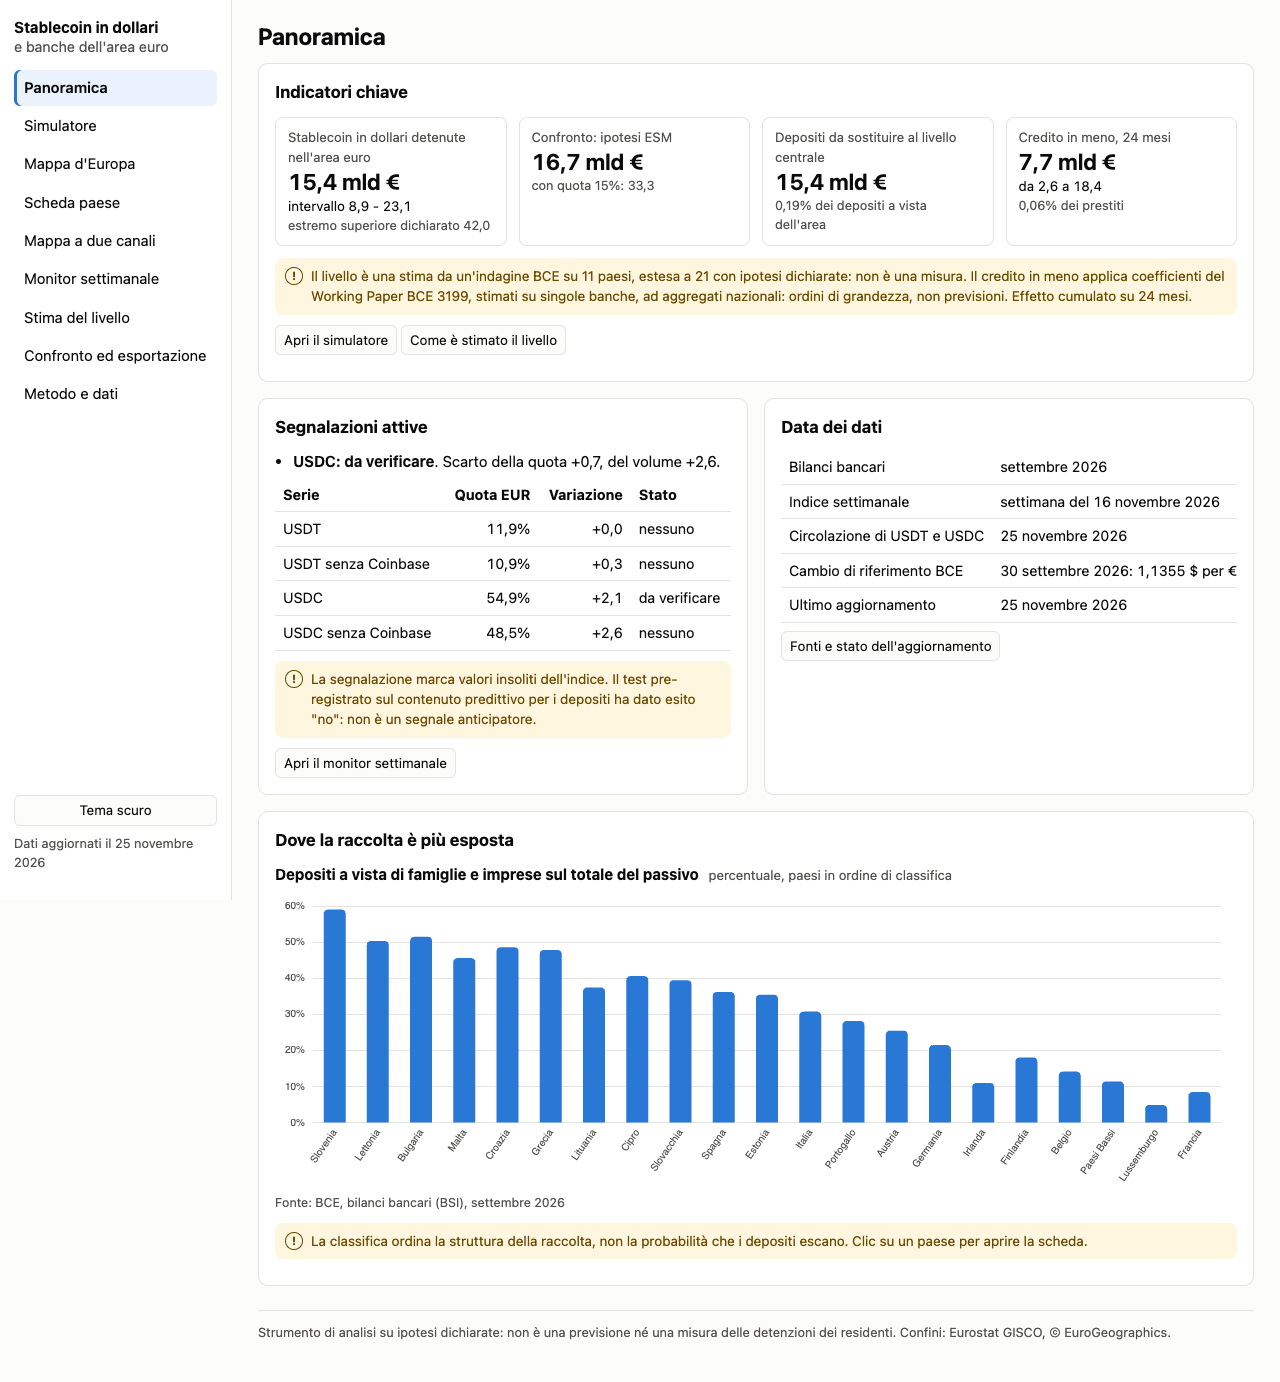 Stablecoin in dollari
e banche dell'area euro
Panoramica
Simulatore
Mappa d'Europa
Scheda paese
Mappa a due canali
Monitor settimanale
Stima del livello
Confronto ed esportazione
Metodo e dati
Tema scuro
Dati aggiornati il 25 novembre
2026
Panoramica
Indicatori chiave
Stablecoin in dollari detenute
nell'area euro
15,4 mld €
intervallo 8,9 - 23,1
estremo superiore dichiarato 42,0
Confronto: ipotesi ESM
16,7 mld €
con quota 15%: 33,3
Depositi da sostituire al livello
centrale
15,4 mld €
0,19% dei depositi a vista
dell'area
Credito in meno, 24 mesi
7,7 mld €
da 2,6 a 18,4
0,06% dei prestiti
Il livello è una stima da un'indagine BCE su 11 paesi, estesa a 21 con ipotesi dichiarate: non è una misura. Il credito in meno applica coefficienti del
Working Paper BCE 3199, stimati su singole banche, ad aggregati nazionali: ordini di grandezza, non previsioni. Effetto cumulato su 24 mesi.
Apri il simulatore
Come è stimato il livello
Segnalazioni attive
• USDC: da verificare. Scarto della quota +0,7, del volume +2,6.
Serie Quota EUR Variazione Stato
USDT 11,9% +0,0 nessuno
USDT senza Coinbase 10,9% +0,3 nessuno
USDC 54,9% +2,1 da verificare
USDC senza Coinbase 48,5% +2,6 nessuno
La segnalazione marca valori insoliti dell'indice. Il test pre-
registrato sul contenuto predittivo per i depositi ha dato esito
"no": non è un segnale anticipatore.
Apri il monitor settimanale
Data dei dati
Bilanci bancari settembre 2026
Indice settimanale settimana del 16 novembre 2026
Circolazione di USDT e USDC 25 novembre 2026
Cambio di riferimento BCE 30 settembre 2026: 1,1355 $ per €
Ultimo aggiornamento 25 novembre 2026
Fonti e stato dell'aggiornamento
Dove la raccolta è più esposta
Depositi a vista di famiglie e imprese sul totale del passivo percentuale, paesi in ordine di classifica
60%
50%
40%
30%
20%
10%
0%
Slovenia
Lettonia
Bulgaria
Malta
Croazia
Grecia
Lituania
Cipro
Slovacchia
Spagna
Estonia
Italia
Portogallo
Austria
Germania
Irlanda
Finlandia
Belgio
Paesi Bassi
Lussemburgo
Francia
Fonte: BCE, bilanci bancari (BSI), settembre 2026
La classifica ordina la struttura della raccolta, non la probabilità che i depositi escano. Clic su un paese per aprire la scheda.
Strumento di analisi su ipotesi dichiarate: non è una previsione né una misura delle detenzioni dei residenti. Confini: Eurostat GISCO, © EuroGeographics.